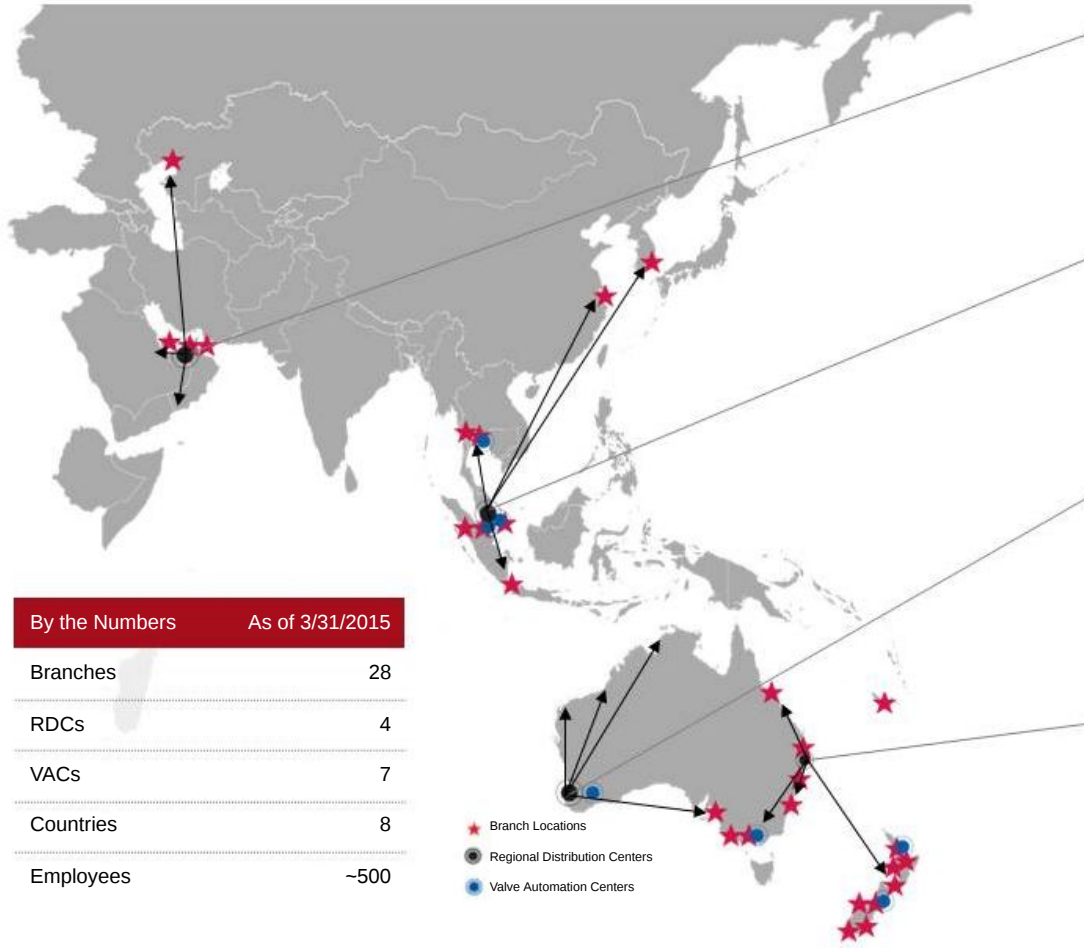 By the Numbers As of 3/31/2015
Branches 28
RDCs 4
VACs 7
Countries 8
Employees ~500
Branch Locations
Regional Distribution Centers
Valve Automation Centers